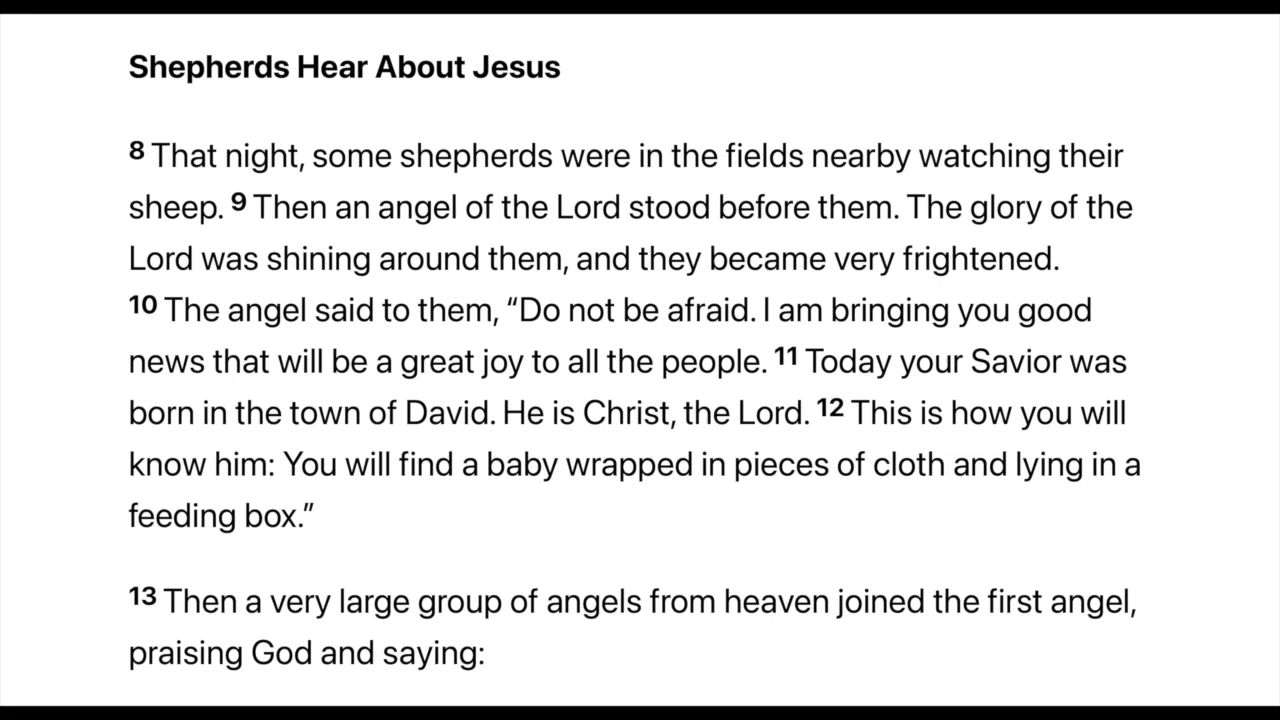 Shepherds Hear About Jesus
8 That night, some shepherds were in the fields nearby watching their
sheep. 9 Then an angel of the Lord stood before them. The glory of the
Lord was shining around them, and they became very frightened.
10 The angel said to them, “Do not be afraid. I am bringing you good
news that will be a great joy to all the people. 11 Today your Savior was
born in the town of David. He is Christ, the Lord. 12 This is how you will
know him: You will find a baby wrapped in pieces of cloth and lying in a
feeding box.”
13 Then a very large group of angels from heaven joined the first angel,
praising God and saying: